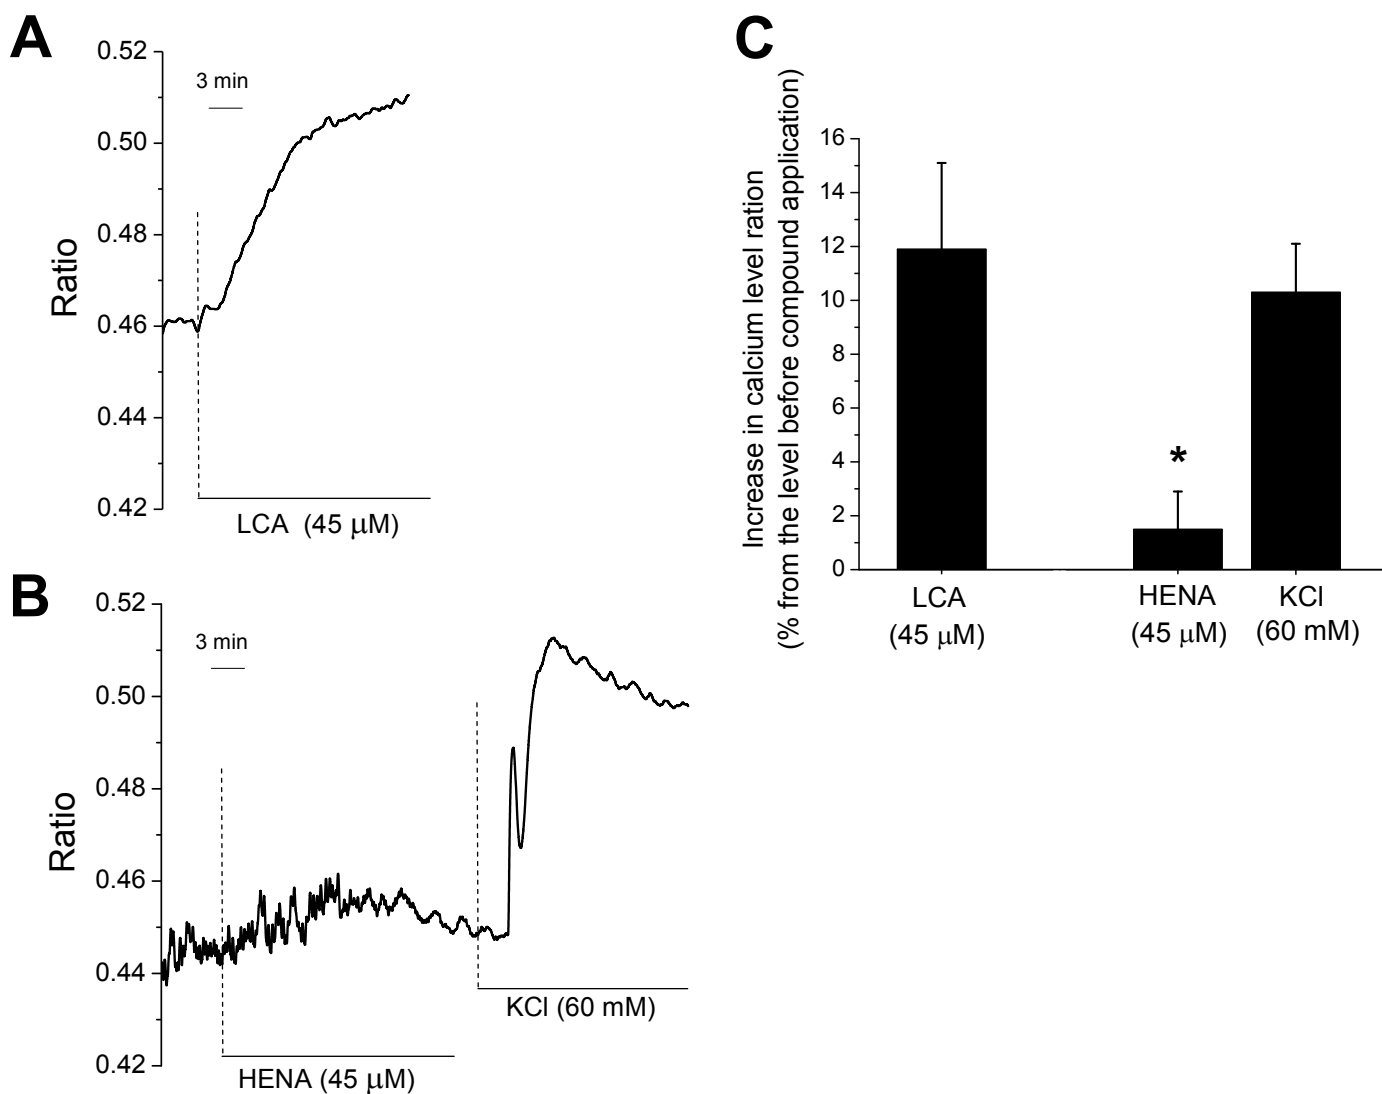 A
0.52
3 min
0.50
0.48
0.46
0.44
0.42
Ratio
LCA (45 μM)
B
0.52
3 min
0.50
0.48
0.46
0.44
0.42
Ratio
KCl (60 mM)
HENA (45 μM)
C
Increase in calcium level ration
(% from the level before compound application)
16
14
12
10
8
6
4
2
0
*
LCA
(45 μM)
HENA
(45 μM)
KCl
(60 mM)